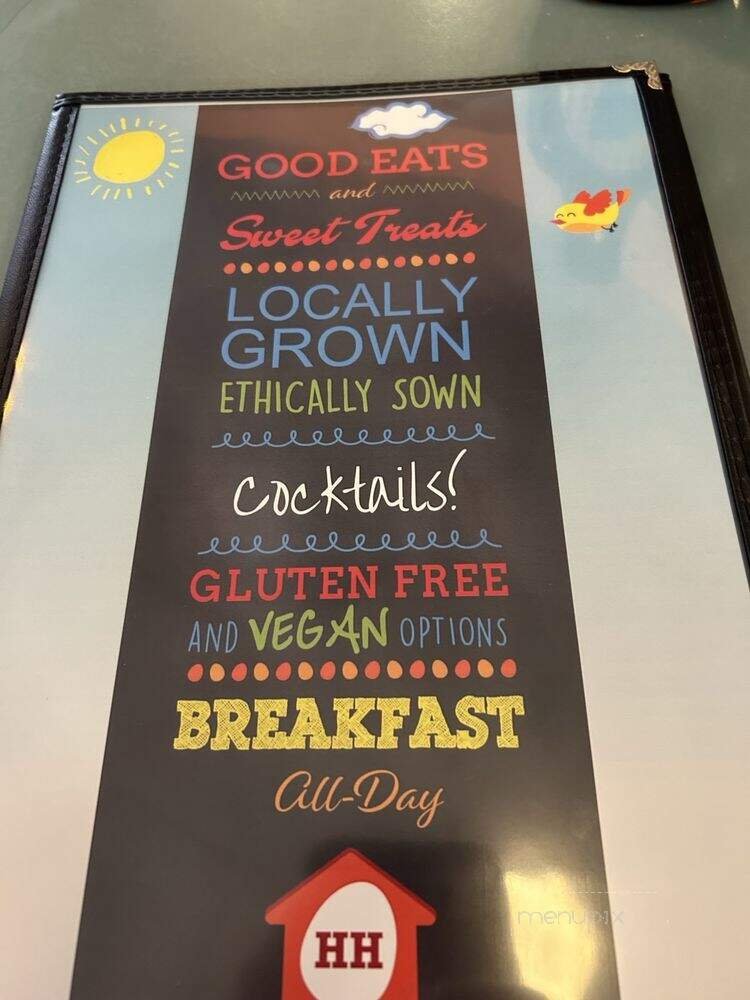 GOOD EATS
and
Sweet Treats
LOCALLY
GROWN
ETHICALLY SOWN
cocktails!
GLUTEN FREE
AND VEGAN OPTIONS
BREAKFAST
All-Day
HH
menupix